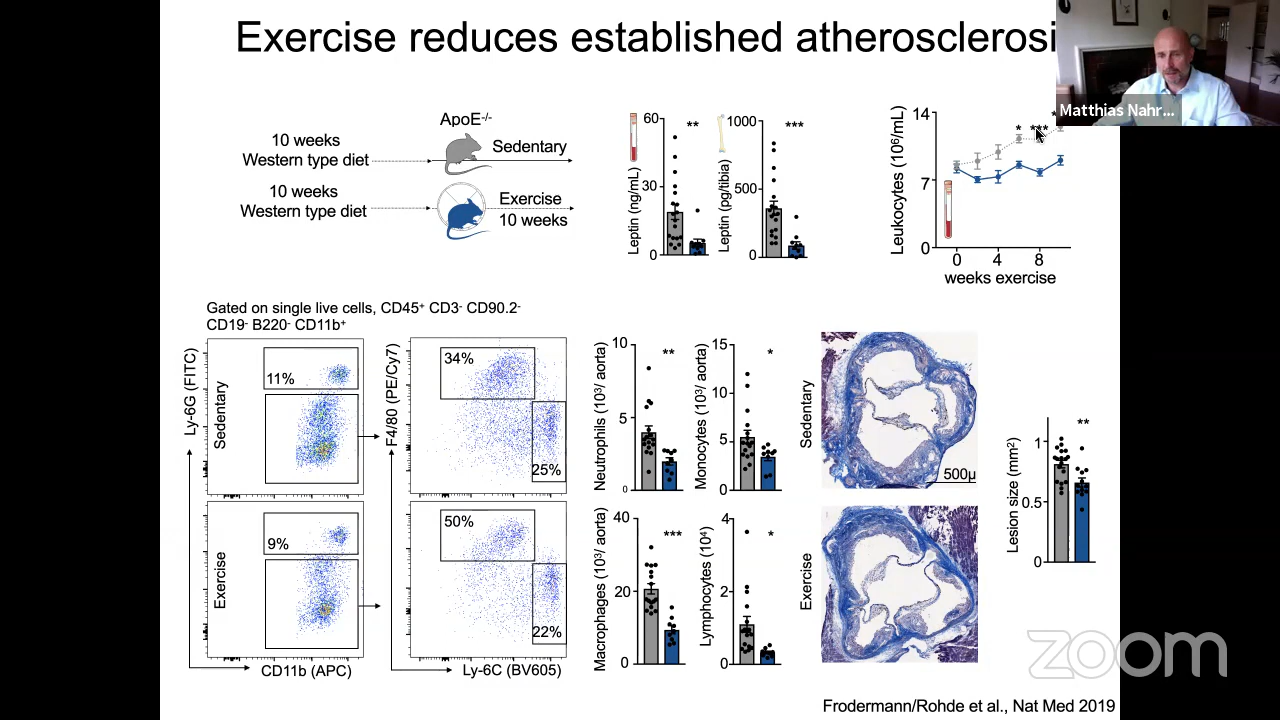 Exercise reduces established atherosclerosi
Matthias Nahr...
10 weeks
Western type diet
ApoE-/-
Sedentary
10 weeks
Western type diet
Exercise
10 weeks
Leptin (ng/mL)
60
30
0
**
Leptin (pg/tibia)
1000
500
0
***
Leukocytes (10⁶/mL)
14
7
0
*
***
0
4
8
weeks exercise
Gated on single live cells, CD45+ CD3- CD90.2-
CD19- B220- CD11b+
Ly-6G (FITC)
Sedentary
11%
F4/80 (PE/Cy7)
34%
25%
Exercise
9%
50%
22%
CD11b (APC)
Ly-6C (BV605)
Neutrophils (10³/ aorta)
10
5
0
**
Monocytes (10³/ aorta)
15
10
5
0
*
Macrophages (10³/ aorta)
40
20
0
***
Lymphocytes (10⁴)
4
2
0
*
Sedentary
500µ
Exercise
Lesion size (mm²)
1
0.5
0
**
zoom
Frodermann/Rohde et al., Nat Med 2019